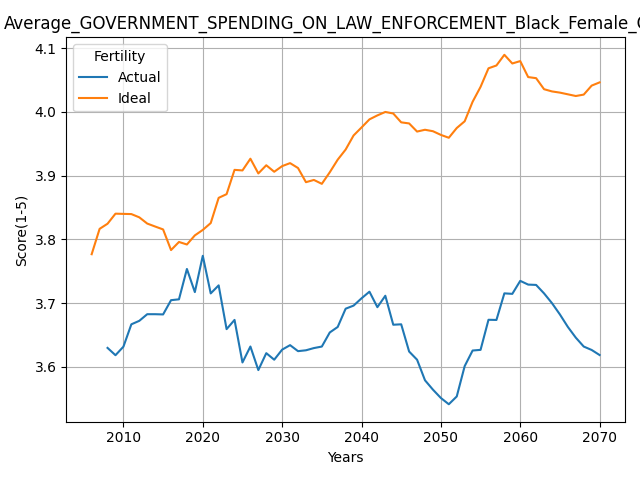 Average_GOVERNMENT_SPENDING_ON_LAW_ENFORCEMENT_Black_Female_
Fertility
Actual
Ideal
4.1
4.0
3.9
3.8
3.7
3.6
Score(1-5)
2010 2020 2030 2040 2050 2060 2070
Years